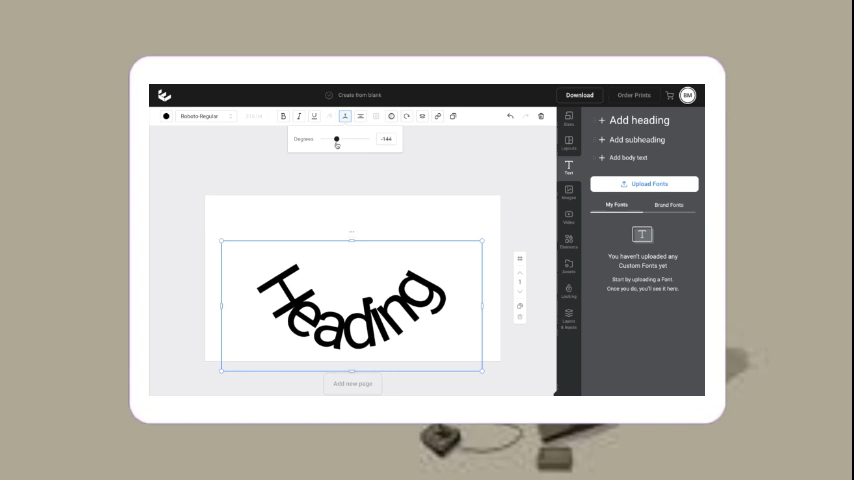 Create from blank
Download
Order Prints
BM
Roboto-Regular
B
I
U
Degrees
-144
Heading
1
Add new page
Text
Images
Video
Elements
+ Add heading
+ Add subheading
+ Add body text
Upload Fonts
My Fonts
Brand Fonts
T
You haven't uploaded any
Custom Fonts yet
Start by uploading a Font.
Once you do, you'll see it here.